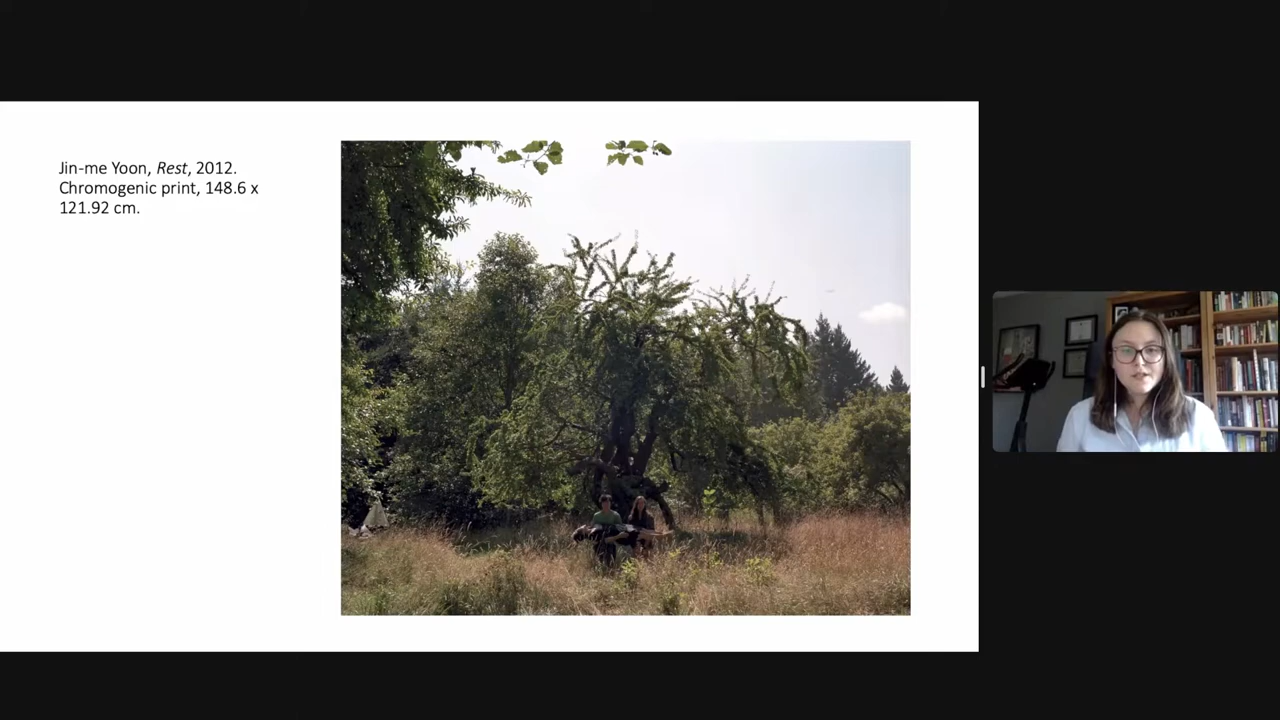 Jin-me Yoon, Rest, 2012.
Chromogenic print, 148.6 x
121.92 cm.